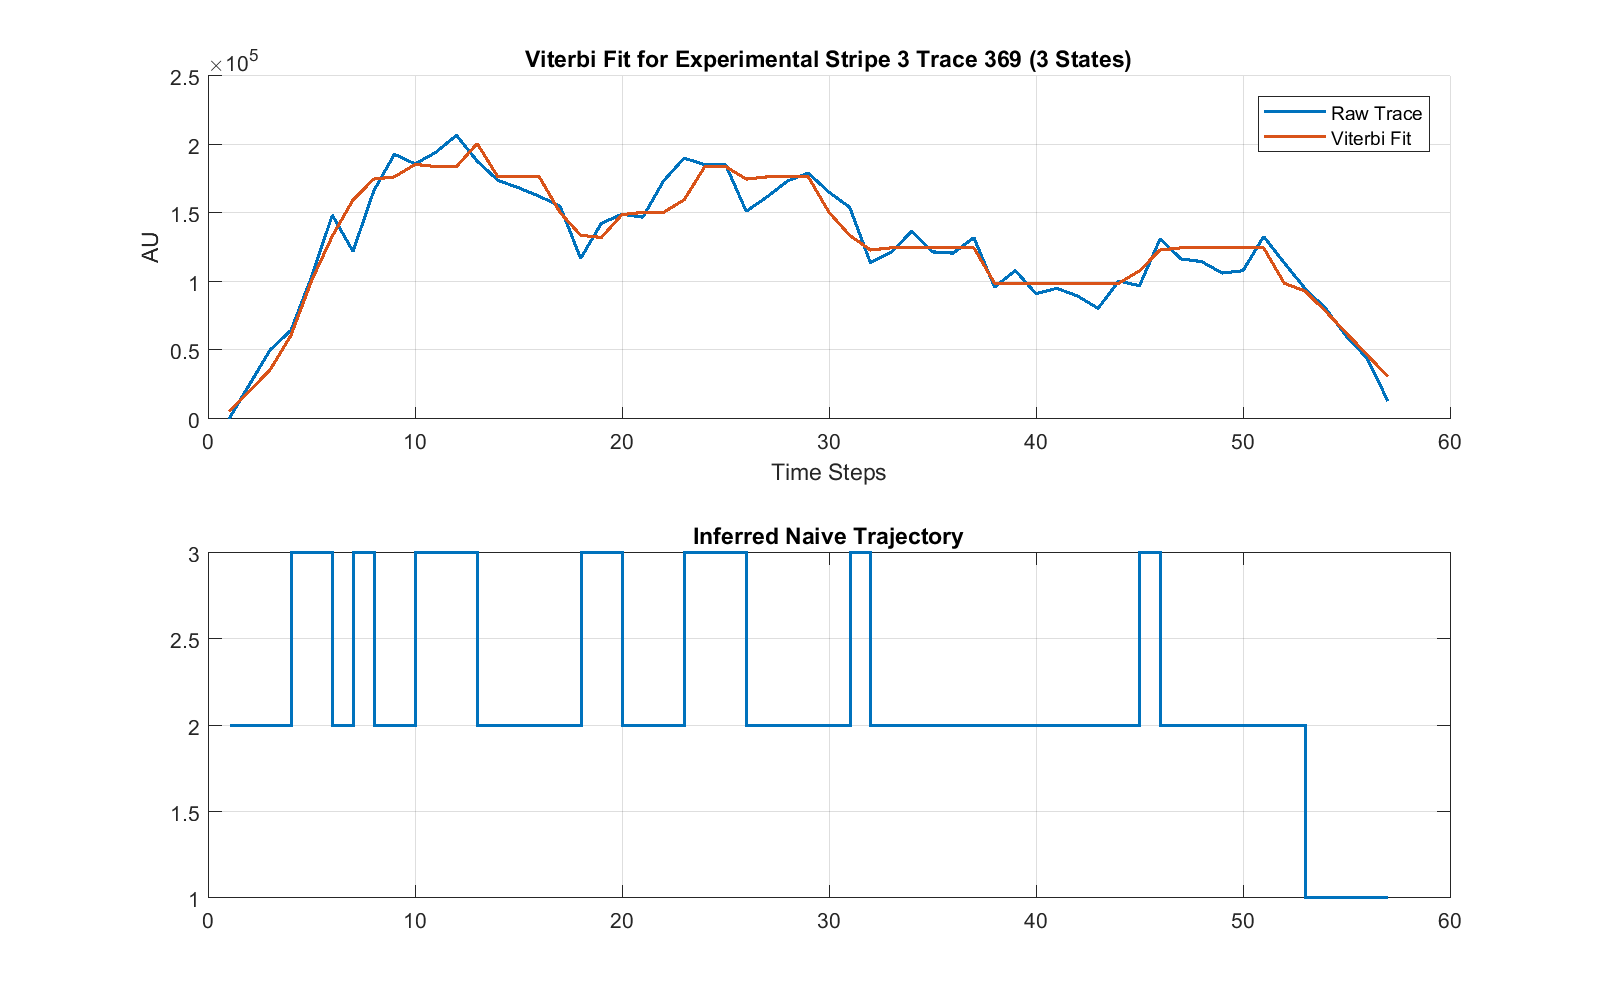 Viterbi Fit for Experimental Stripe 3 Trace 369 (3 States)
×10^5
2.5
2
1.5
1
0.5
0
AU
Raw Trace
Viterbi Fit
0 10 20 30 40 50 60
Time Steps
Inferred Naive Trajectory
3
2.5
2
1.5
1
0 10 20 30 40 50 60